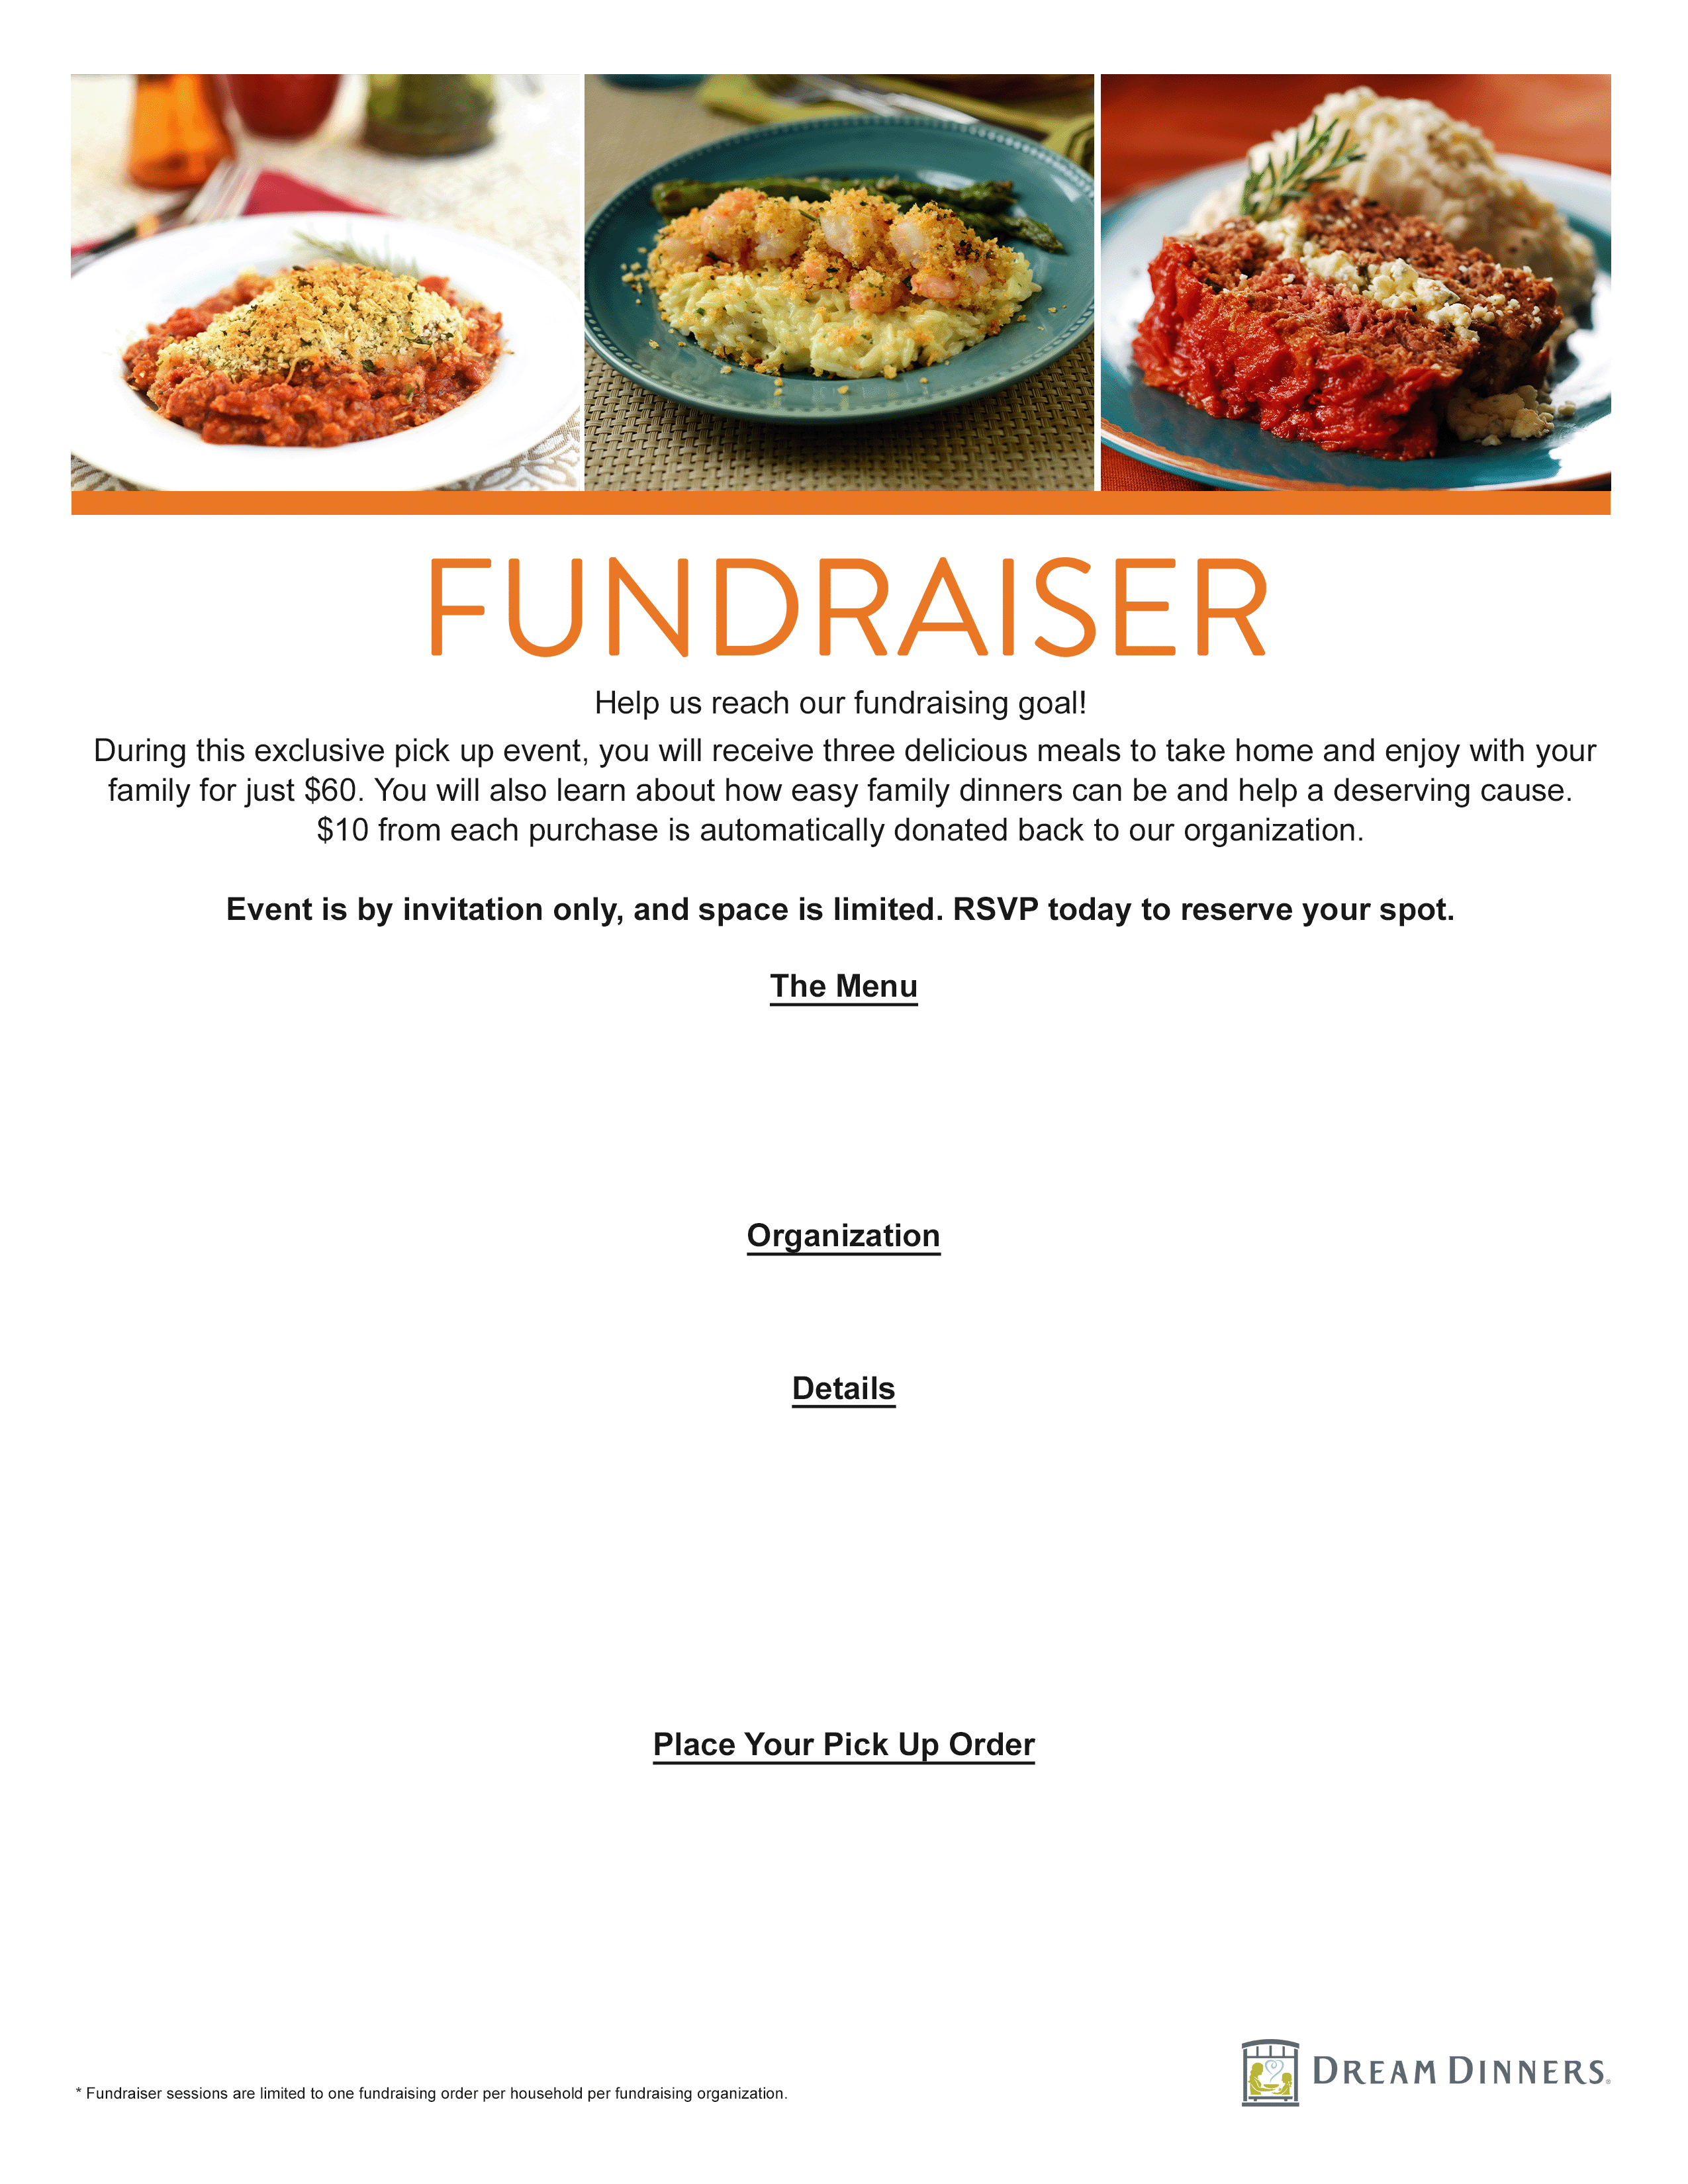 FUNDRAISER
Help us reach our fundraising goal!
During this exclusive pick up event, you will receive three delicious meals to take home and enjoy with your
family for just $60. You will also learn about how easy family dinners can be and help a deserving cause.
$10 from each purchase is automatically donated back to our organization.
Event is by invitation only, and space is limited. RSVP today to reserve your spot.
The Menu
Organization
Details
Place Your Pick Up Order
* Fundraiser sessions are limited to one fundraising order per household per fundraising organization.
DREAM DINNERS®